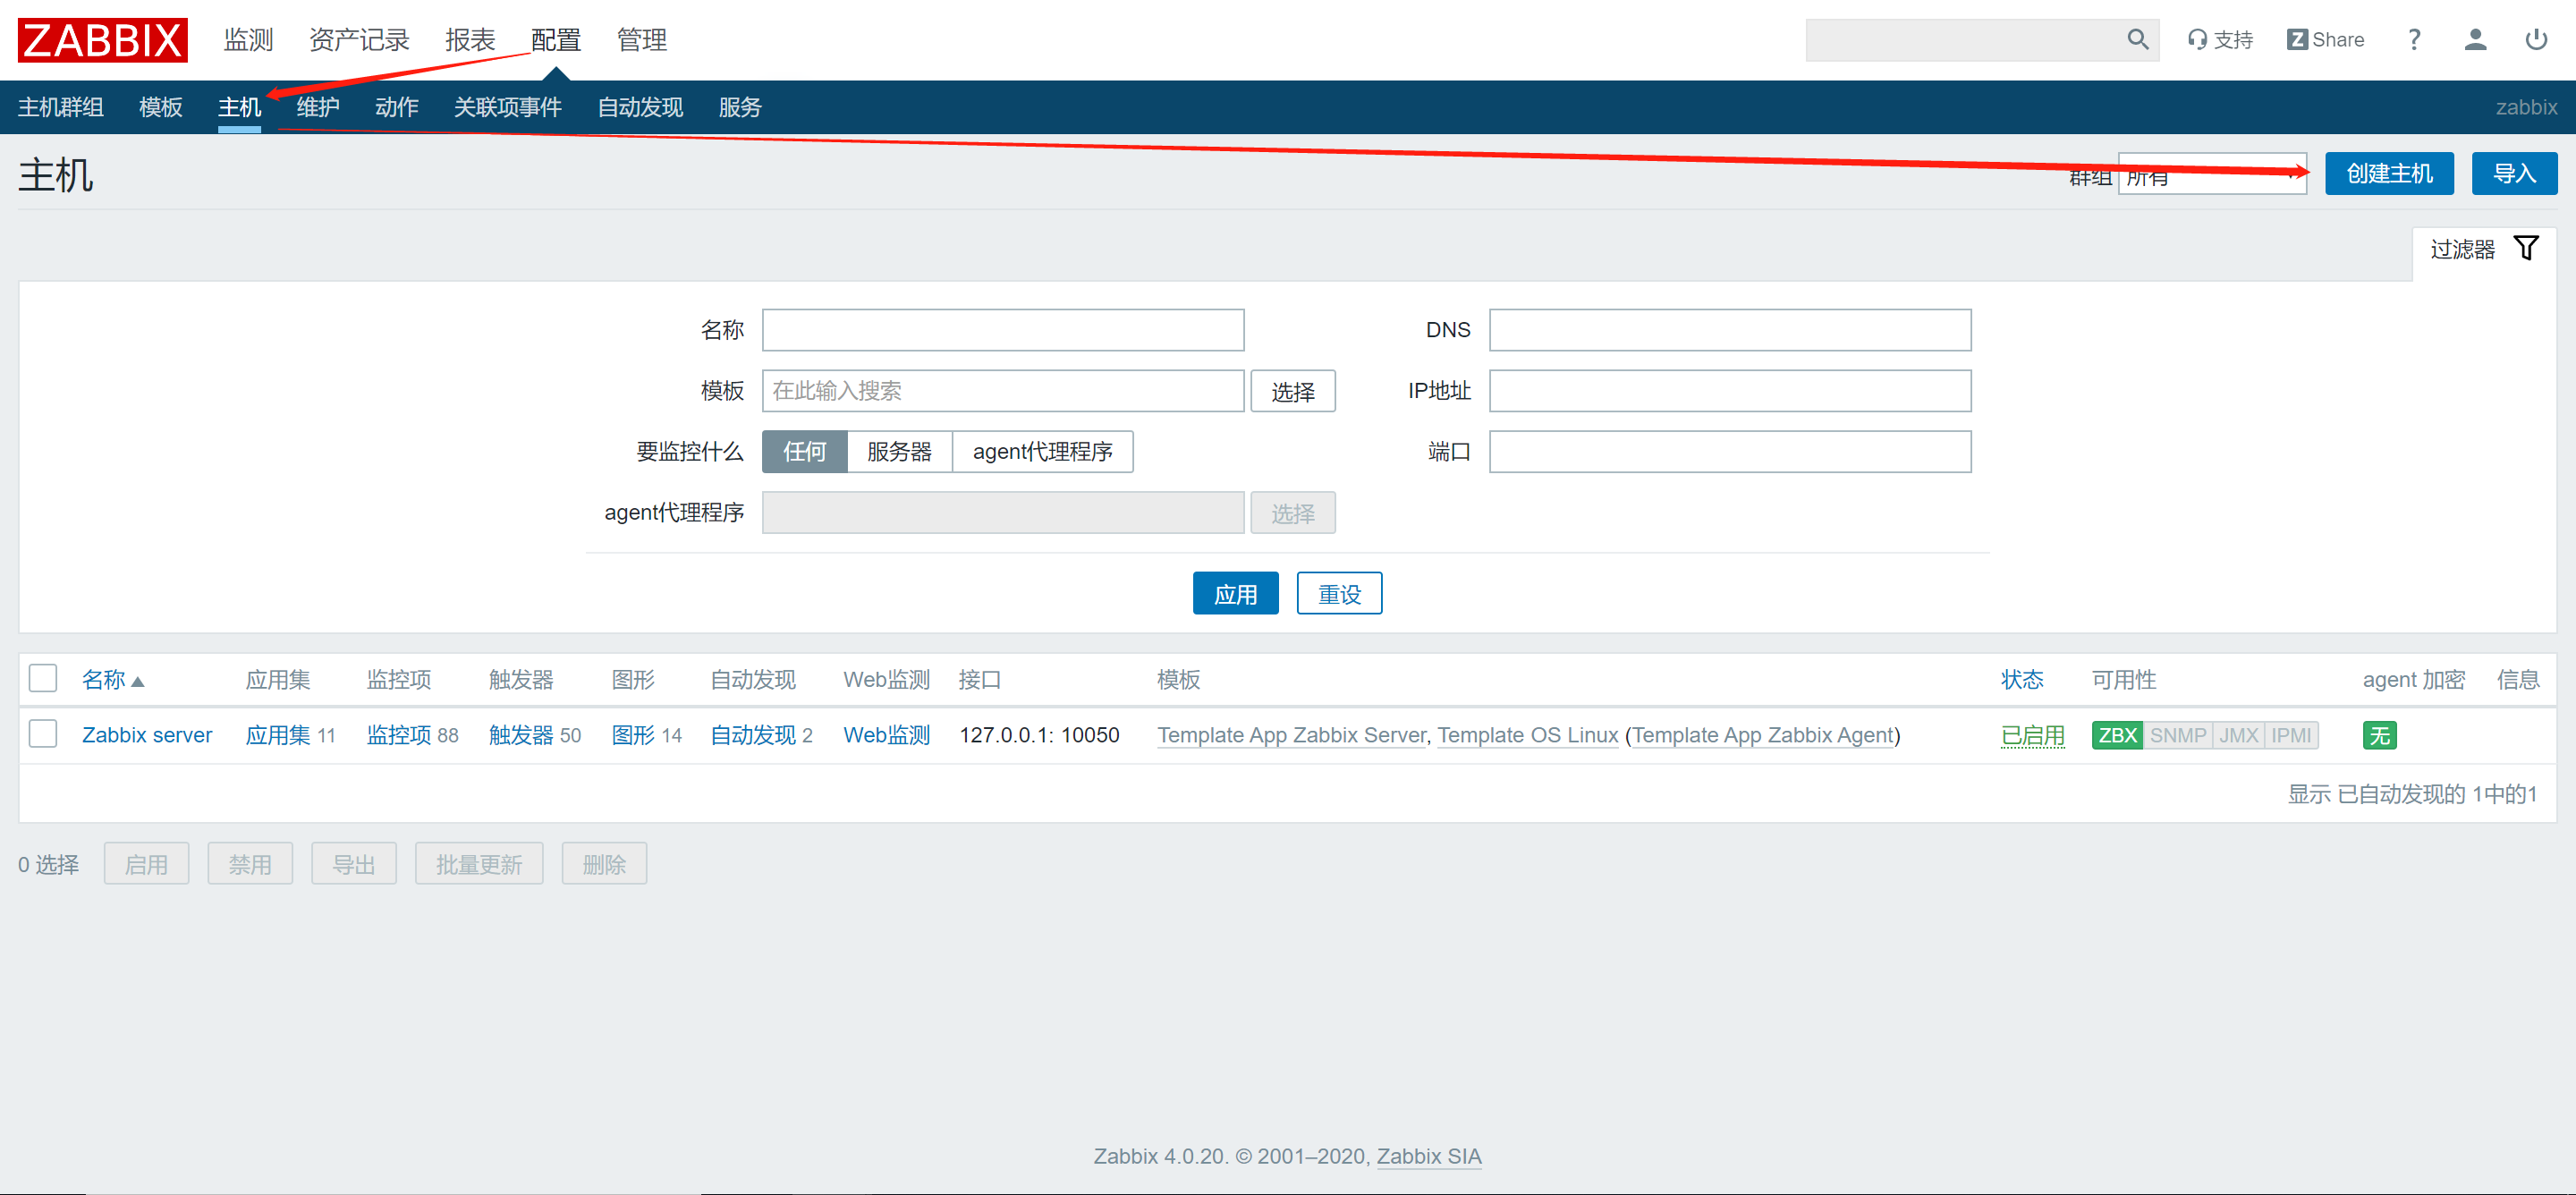 ZABBIX 监测 资产记录 报表 配置 管理 支持 Z Share ?
主机群组 模板 主机 维护 动作 关联项事件 自动发现 服务 zabbix
主机 群组 所有 创建主机 导入
过滤器
名称 DNS
模板 在此输入搜索 选择 IP地址
要监控什么 任何 服务器 agent代理程序 端口
agent代理程序 选择
应用 重设
名称 应用集 监控项 触发器 图形 自动发现 Web监测 接口 模板 状态 可用性 agent 加密 信息
Zabbix server 应用集 11 监控项 88 触发器 50 图形 14 自动发现 2 Web监测 127.0.0.1: 10050 Template App Zabbix Server, Template OS Linux (Template App Zabbix Agent) 已启用 ZBX SNMP JMX IPMI 无
显示 已自动发现的 1中的1
0 选择 启用 禁用 导出 批量更新 删除
Zabbix 4.0.20. © 2001–2020, Zabbix SIA